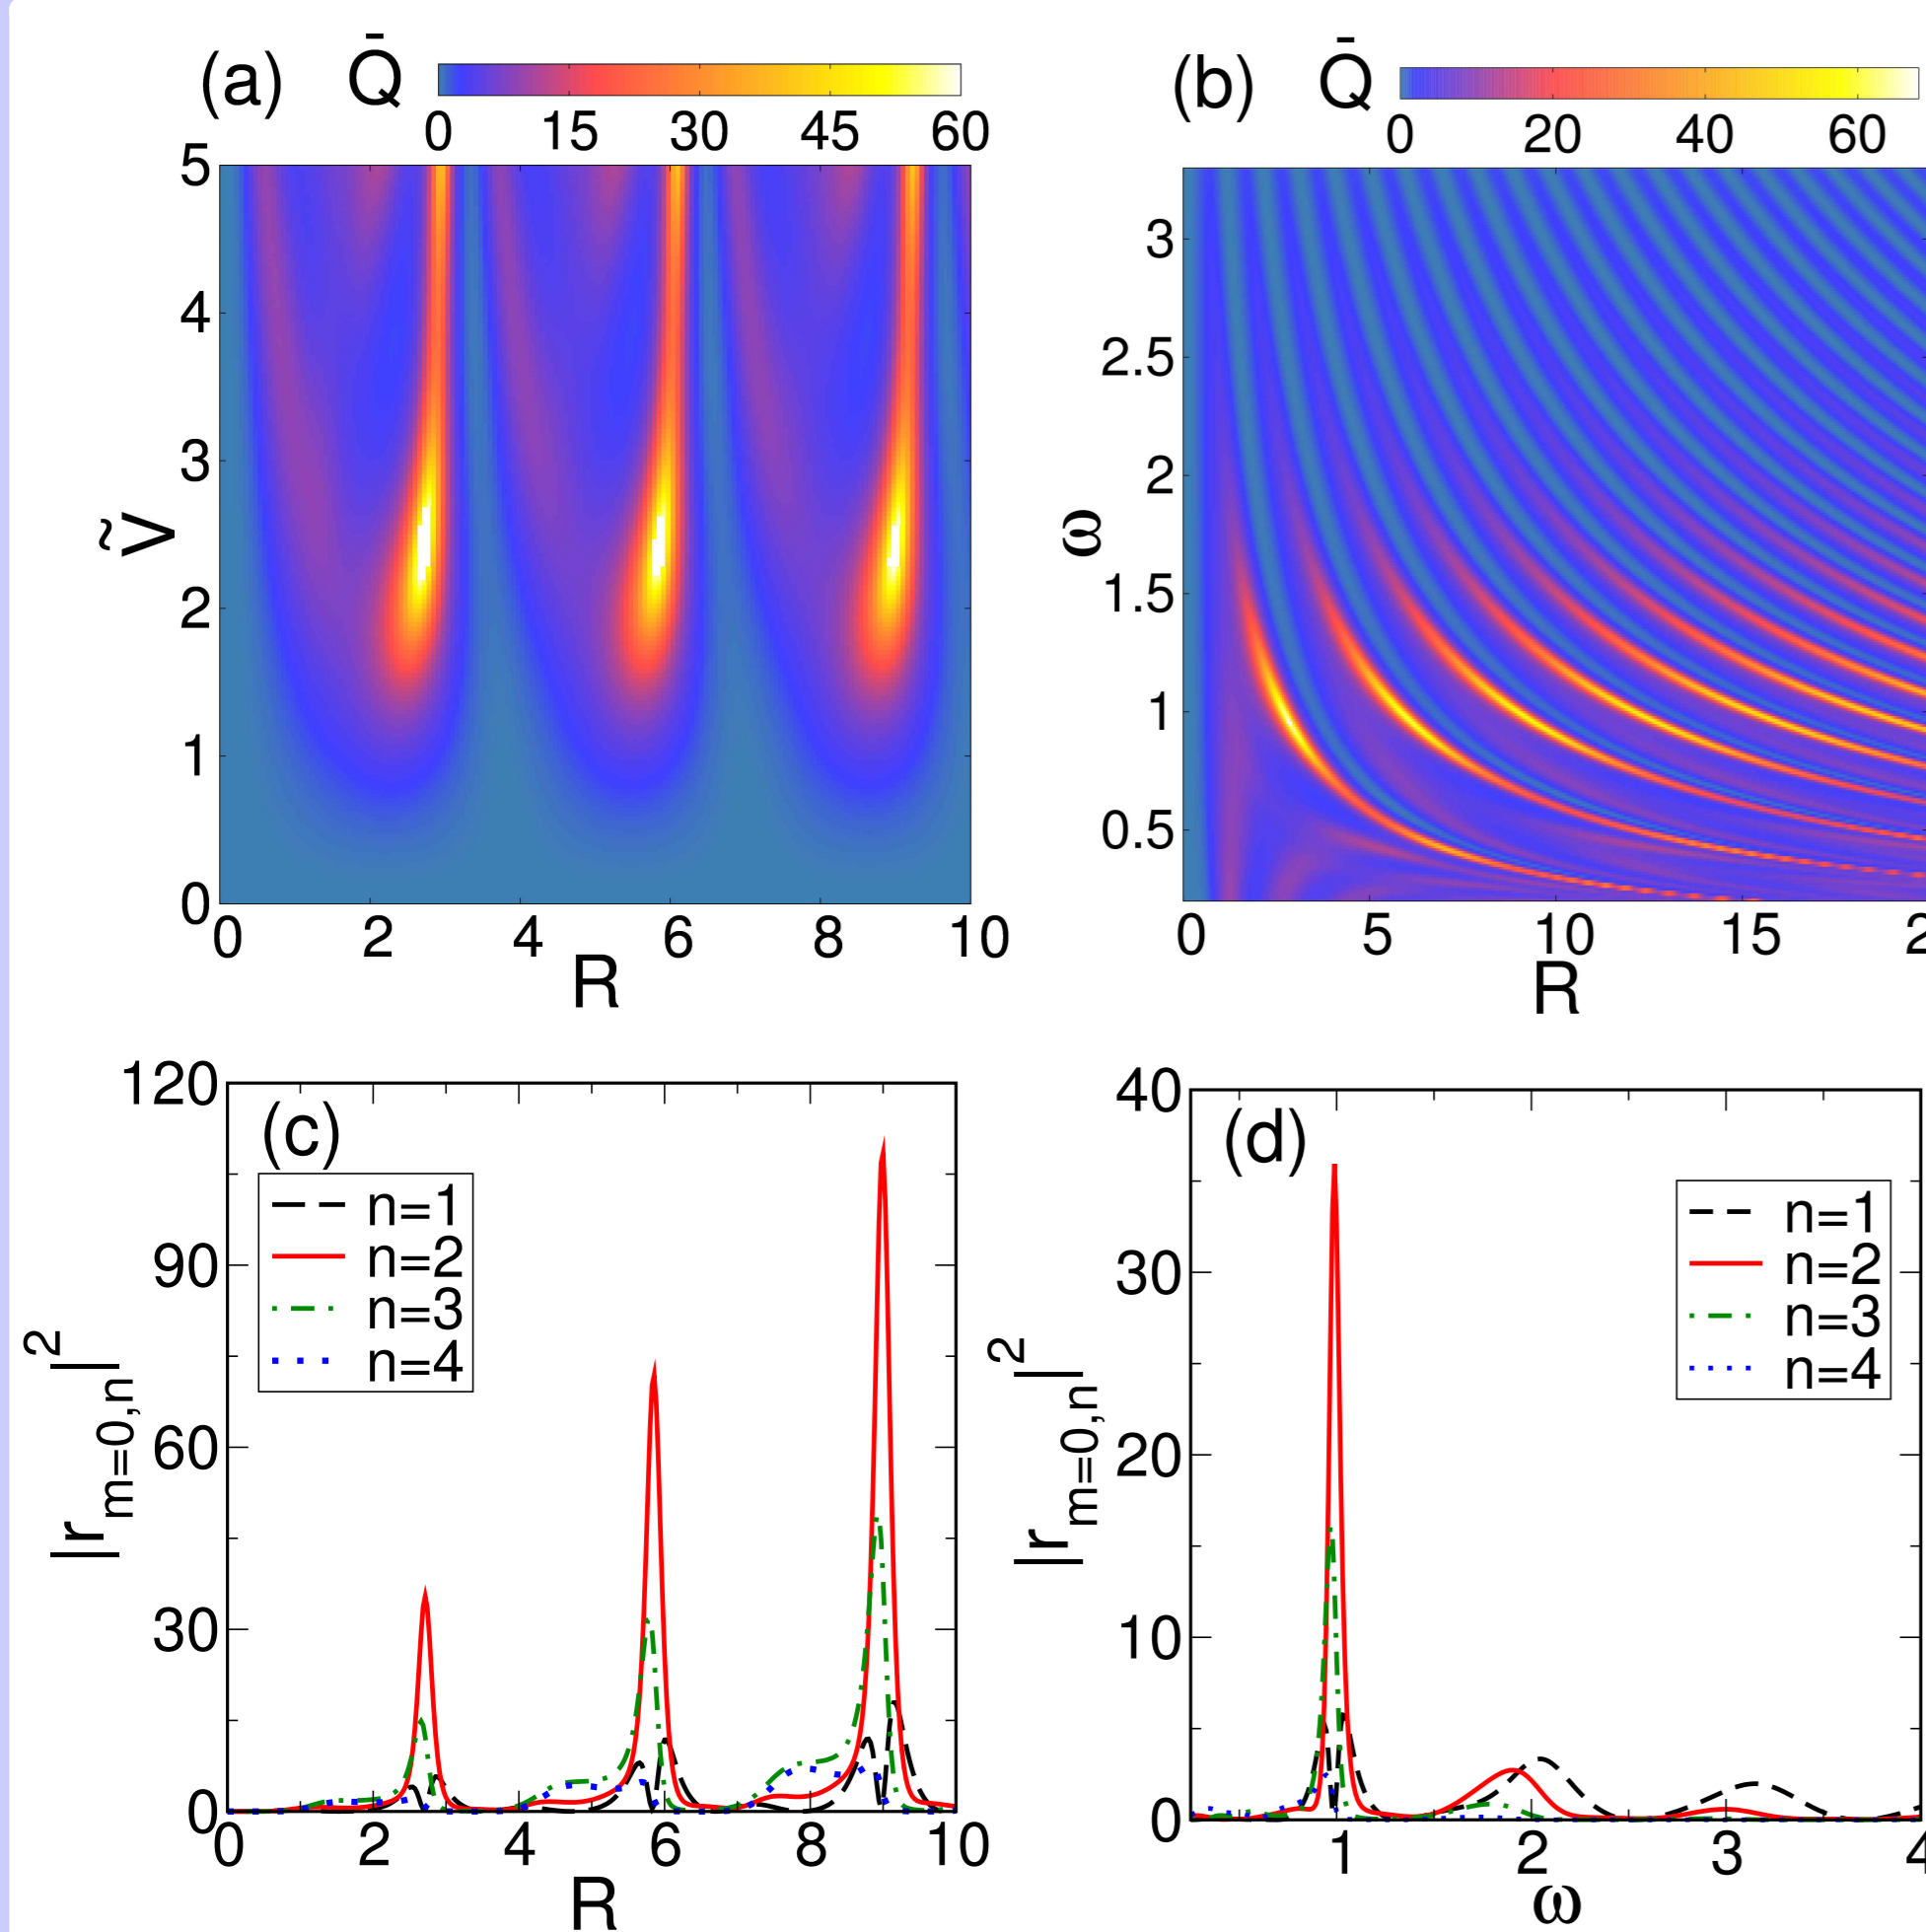 (a) Q̄
0 15 30 45 60
5
4
3
2
1
0
Ṽ
0 2 4 6 8 10
R
(b) Q̄
0 20 40 60
3
2.5
2
1.5
1
0.5
ω
0 5 10 15 2
R
(c)
120
90
60
30
0
|r_{m=0,n}|^2
n=1
n=2
n=3
n=4
0 2 4 6 8 10
R
(d)
40
30
20
10
0
|r_{m=0,n}|^2
n=1
n=2
n=3
n=4
1 2 3 4
ω